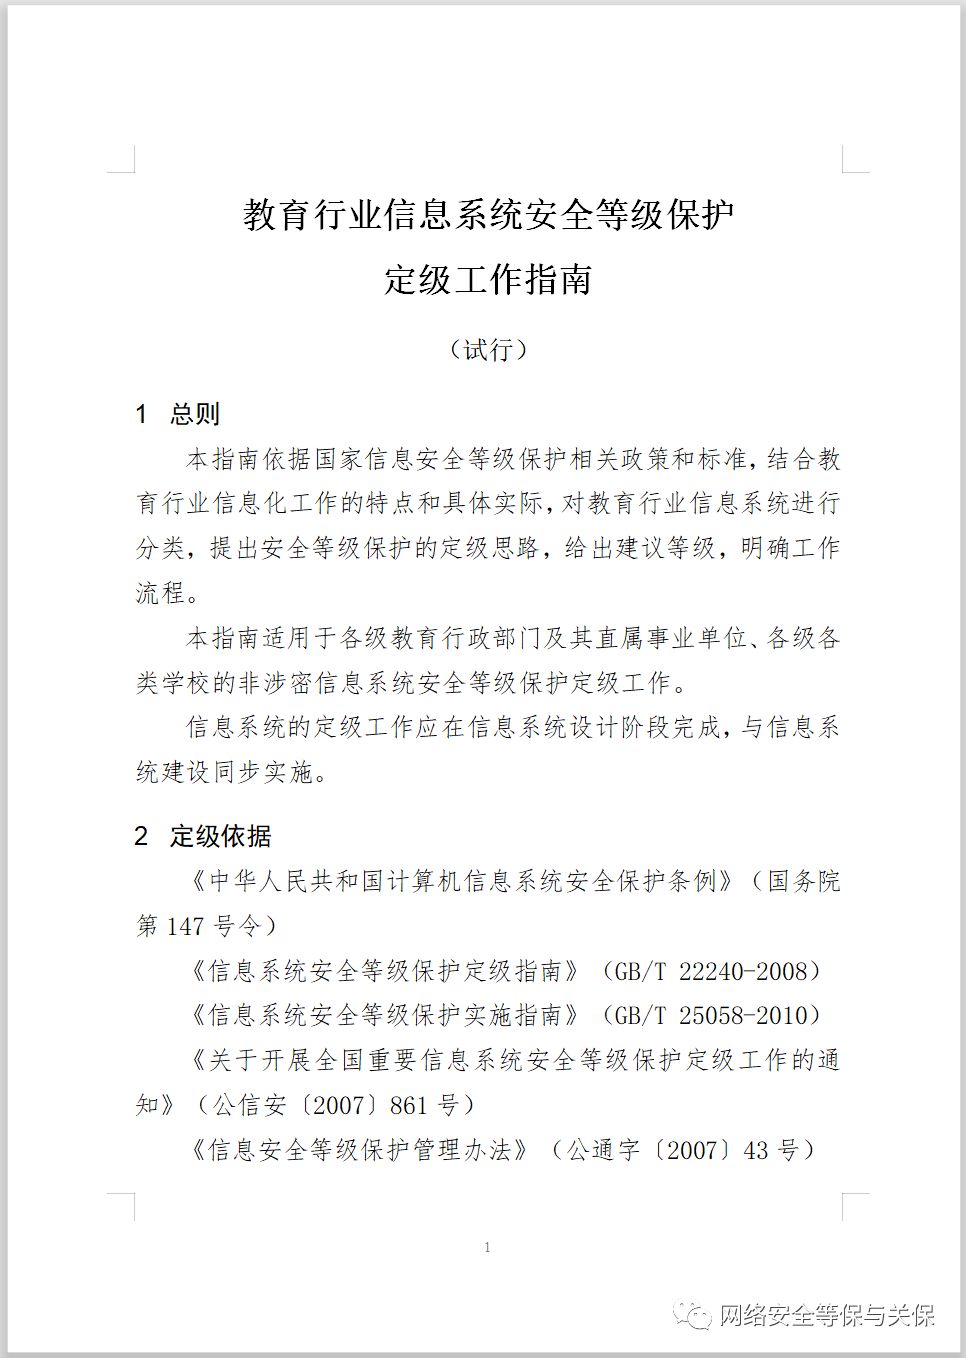 教育行业信息系统安全等级保护
定级工作指南
（试行）
1 总则
本指南依据国家信息安全等级保护相关政策和标准，结合教
育行业信息化工作的特点和具体实际，对教育行业信息系统进行
分类，提出安全等级保护的定级思路，给出建议等级，明确工作
流程。
本指南适用于各级教育行政部门及其直属事业单位、各级各
类学校的非涉密信息系统安全等级保护定级工作。
信息系统的定级工作应在信息系统设计阶段完成，与信息系
统建设同步实施。
2 定级依据
《中华人民共和国计算机信息系统安全保护条例》（国务院
第 147 号令）
《信息系统安全等级保护定级指南》（GB/T 22240-2008）
《信息系统安全等级保护实施指南》（GB/T 25058-2010）
《关于开展全国重要信息系统安全等级保护定级工作的通
知》（公信安〔2007〕861 号）
《信息安全等级保护管理办法》（公通字〔2007〕43 号）
1
网络安全等保与关保